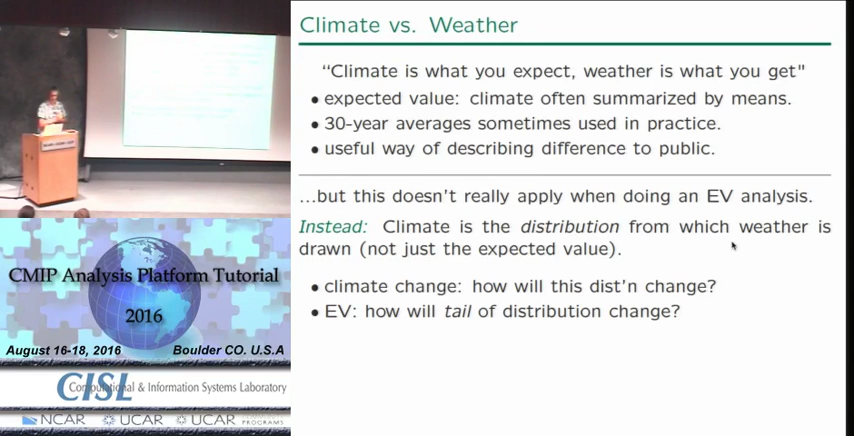 Climate vs. Weather
“Climate is what you expect, weather is what you get"
• expected value: climate often summarized by means.
• 30-year averages sometimes used in practice.
• useful way of describing difference to public.
...but this doesn't really apply when doing an EV analysis.
Instead: Climate is the distribution from which weather is
drawn (not just the expected value).
• climate change: how will this dist'n change?
• EV: how will tail of distribution change?
CMIP Analysis Platform Tutorial
2016
August 16-18, 2016 Boulder CO. U.S.A
CISL
Computational & Information Systems Laboratory
NCAR UCAR UCAR PROGRAMS